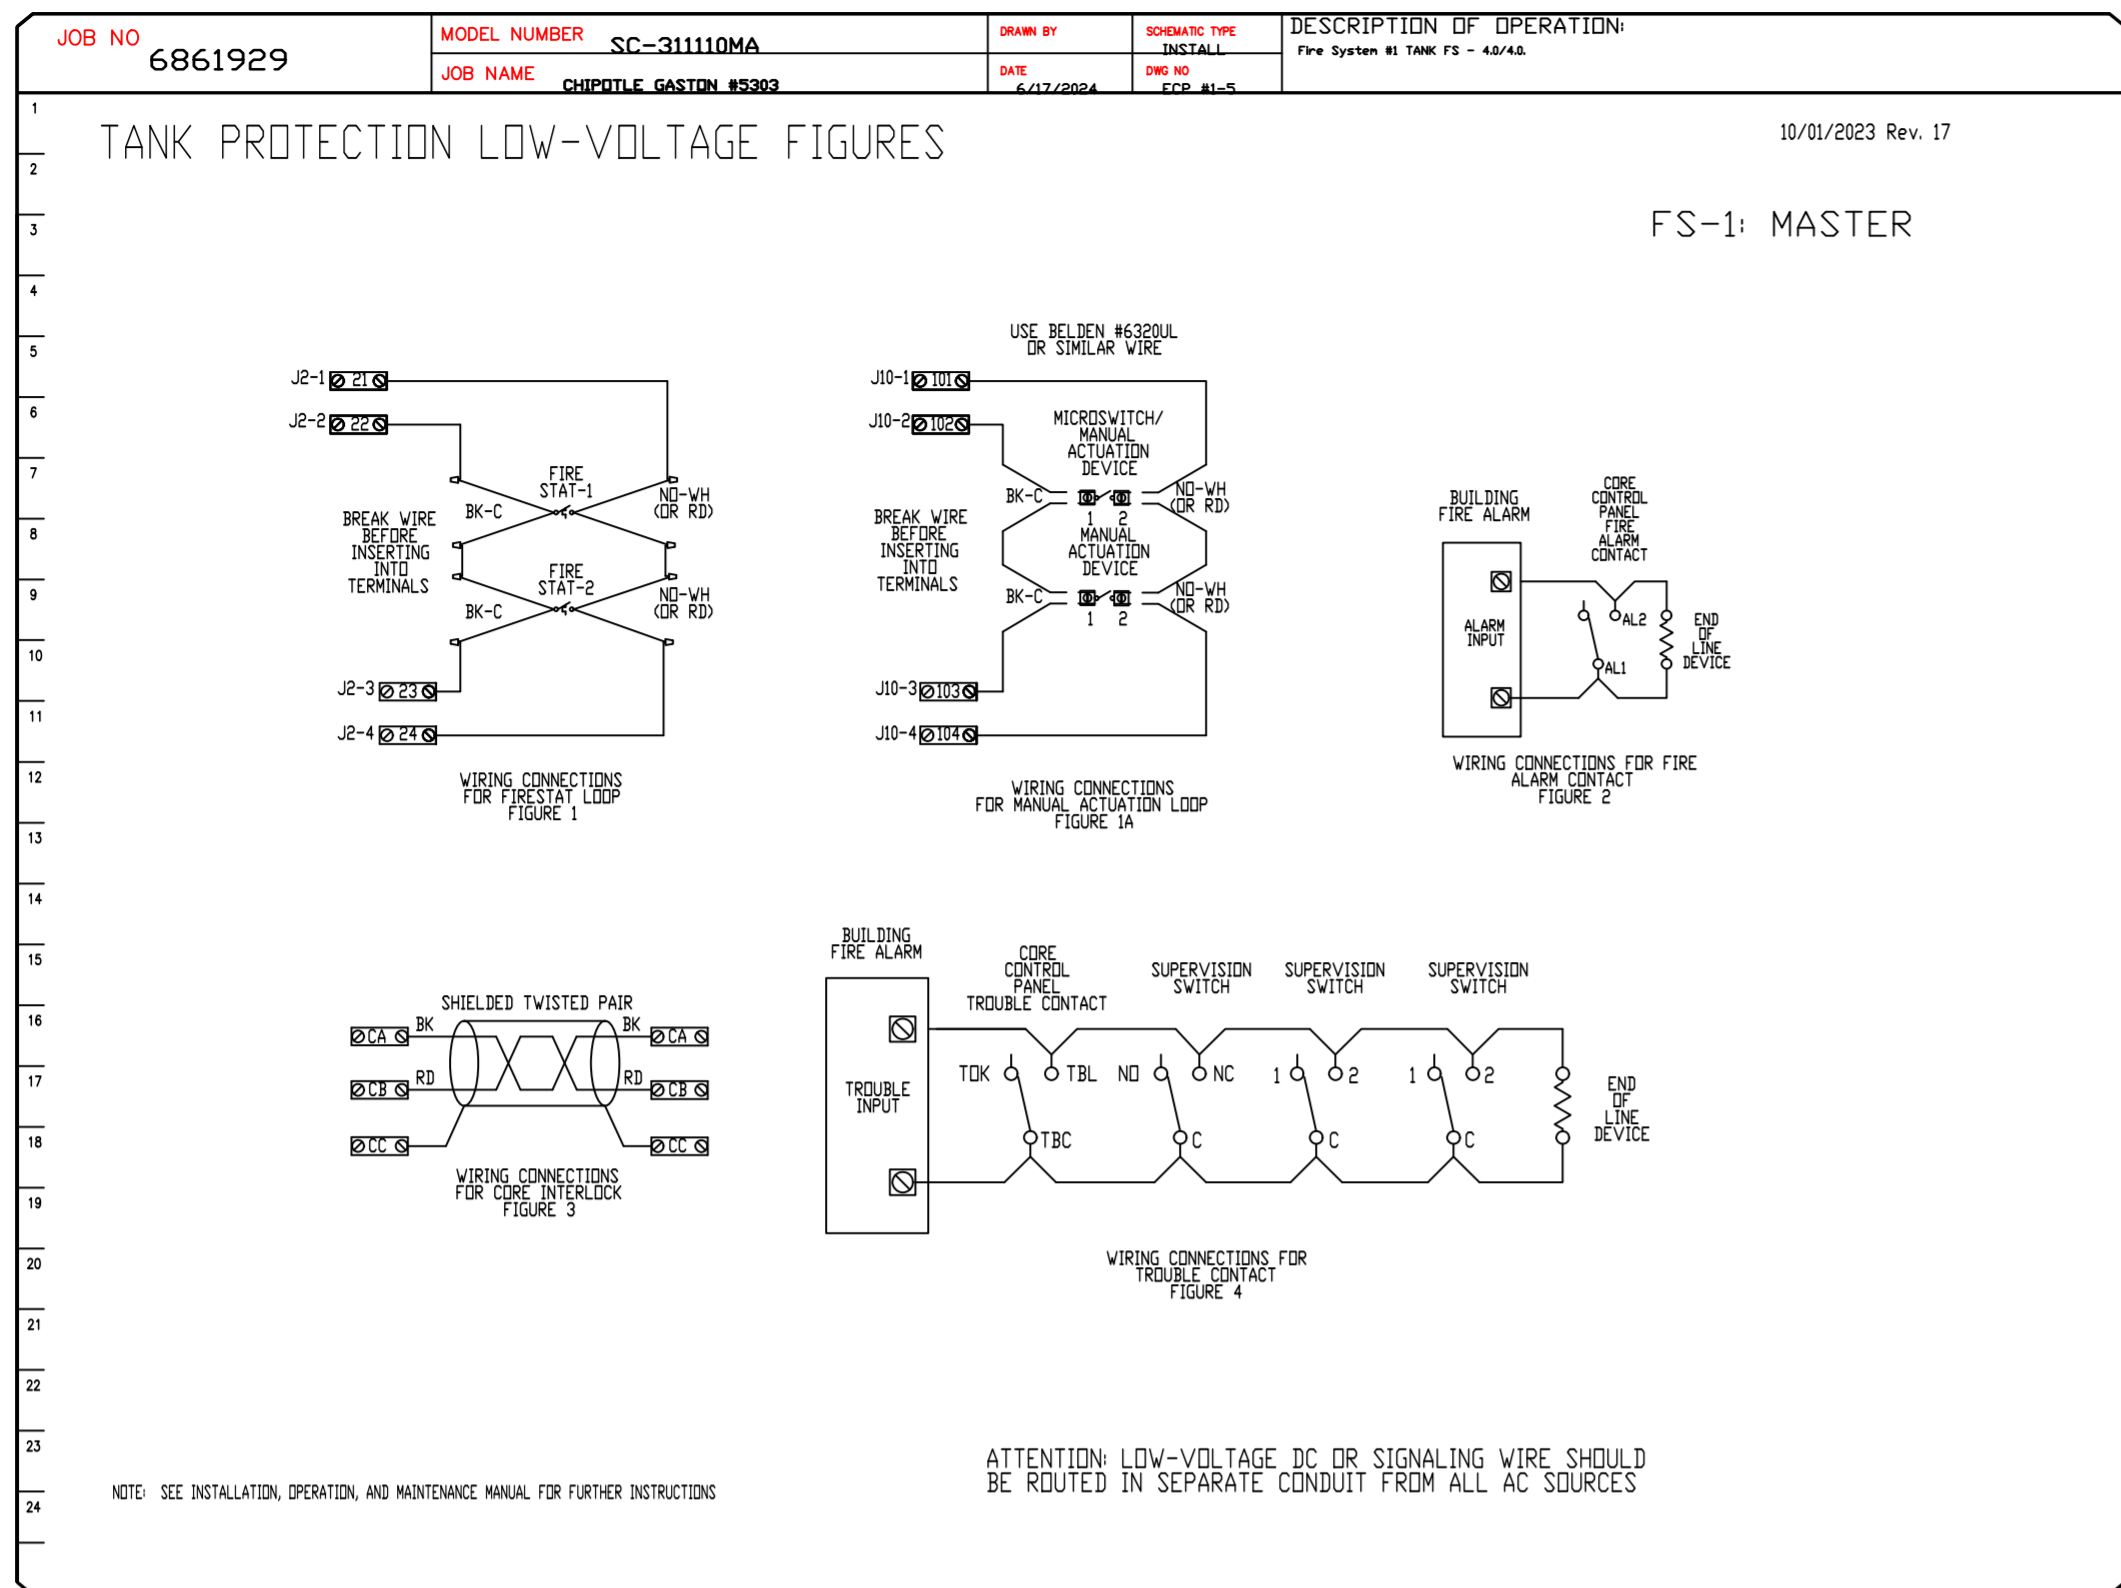 JOB NO 6861929
MODEL NUMBER SC-311110MA
JOB NAME CHIPOTLE GASTON #5303
DRAWN BY
DATE 6/17/2024
SCHEMATIC TYPE
INSTALL
DWG NO
ECP #1-5
DESCRIPTION OF OPERATION:
Fire System #1 TANK FS - 4.0/4.0.
1
2
3
4
5
6
7
8
9
10
11
12
13
14
15
16
17
18
19
20
21
22
23
24
TANK PROTECTION LOW-VOLTAGE FIGURES
10/01/2023 Rev. 17
FS-1: MASTER
J2-1 21
J2-2 22
FIRE
STAT-1
BK-C
NO-WH
(OR RD)
BREAK WIRE
BEFORE
INSERTING
INTO
TERMINALS
FIRE
STAT-2
BK-C
NO-WH
(OR RD)
J2-3 23
J2-4 24
WIRING CONNECTIONS
FOR FIRESTAT LOOP
FIGURE 1
USE BELDEN #6320UL
OR SIMILAR WIRE
J10-1 101
J10-2 102
MICROSWITCH/
MANUAL
ACTUATION
DEVICE
BK-C
NO-WH
(OR RD)
1 2
BREAK WIRE
BEFORE
INSERTING
INTO
TERMINALS
MANUAL
ACTUATION
DEVICE
BK-C
NO-WH
(OR RD)
1 2
J10-3 103
J10-4 104
WIRING CONNECTIONS
FOR MANUAL ACTUATION LOOP
FIGURE 1A
BUILDING
FIRE ALARM
CORE
CONTROL
PANEL
FIRE
ALARM
CONTACT
ALARM
INPUT
AL2
AL1
END
OF
LINE
DEVICE
WIRING CONNECTIONS FOR FIRE
ALARM CONTACT
FIGURE 2
SHIELDED TWISTED PAIR
CA BK BK CA
CB RD RD CB
CC CC
WIRING CONNECTIONS
FOR CORE INTERLOCK
FIGURE 3
BUILDING
FIRE ALARM
CORE
CONTROL
PANEL
TROUBLE CONTACT
SUPERVISION
SWITCH
SUPERVISION
SWITCH
SUPERVISION
SWITCH
TROUBLE
INPUT
TOK TBL NO NC 1 2 1 2
TBC C C C
END
OF
LINE
DEVICE
WIRING CONNECTIONS FOR
TROUBLE CONTACT
FIGURE 4
ATTENTION: LOW-VOLTAGE DC OR SIGNALING WIRE SHOULD
BE ROUTED IN SEPARATE CONDUIT FROM ALL AC SOURCES
NOTE: SEE INSTALLATION, OPERATION, AND MAINTENANCE MANUAL FOR FURTHER INSTRUCTIONS